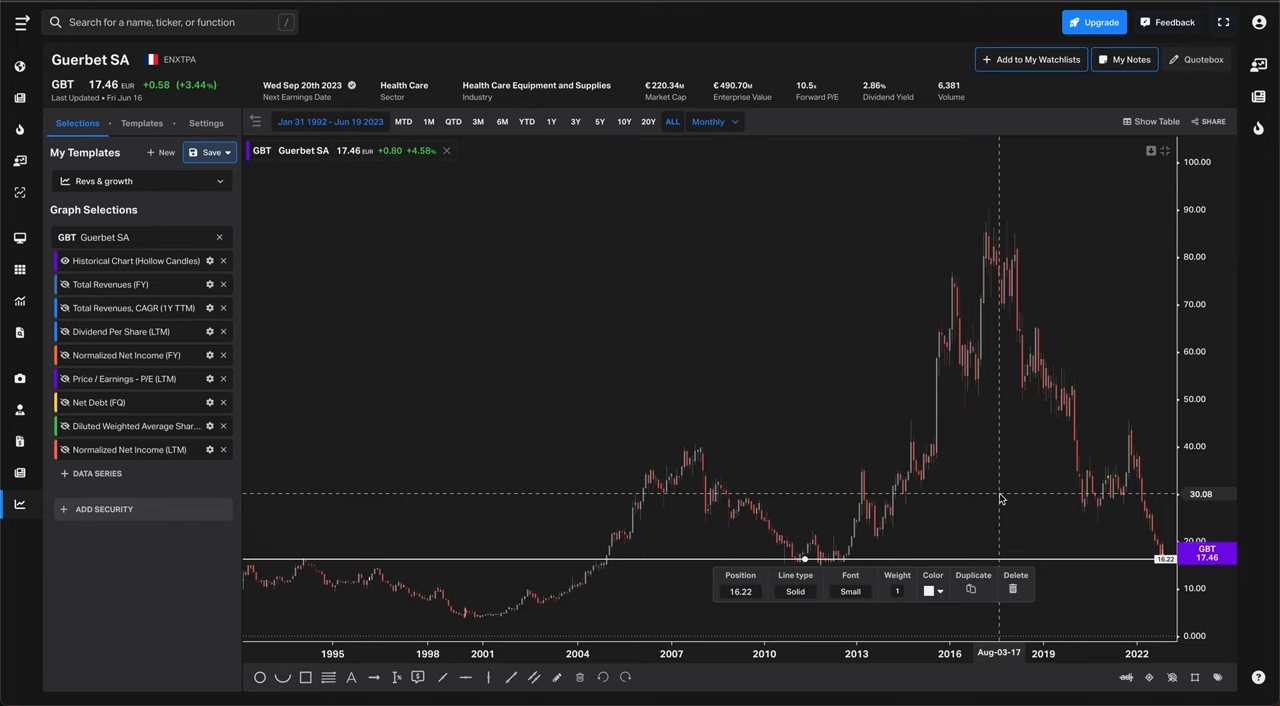 Search for a name, ticker, or function
/
Upgrade
Feedback
Guerbet SA
ENXTPA
Add to My Watchlists
My Notes
Quotebox
GBT 17.46 EUR +0.58 (+3.44%)
Last Updated • Fri Jun 16
Wed Sep 20th 2023
Next Earnings Date
Health Care
Sector
Health Care Equipment and Supplies
Industry
€ 220.34M
Market Cap
€ 490.70M
Enterprise Value
10.5x
Forward P/E
2.86%
Dividend Yield
6,381
Volume
Selections • Templates • Settings
Jan 31 1992 - Jun 19 2023
MTD 1M QTD 3M 6M YTD 1Y 3Y 5Y 10Y 20Y ALL Monthly
Show Table
SHARE
My Templates
+ New
Save
Revs & growth
Graph Selections
GBT Guerbet SA
Historical Chart (Hollow Candles)
Total Revenues (FY)
Total Revenues, CAGR (1Y TTM)
Dividend Per Share (LTM)
Normalized Net Income (FY)
Price / Earnings - P/E (LTM)
Net Debt (FQ)
Diluted Weighted Average Shar...
Normalized Net Income (LTM)
+ DATA SERIES
+ ADD SECURITY
GBT Guerbet SA 17.46 EUR +0.80 +4.58%
100.00
90.00
80.00
70.00
60.00
50.00
40.00
30.08
20.00
GBT
17.46
16.22
10.00
0.000
Position Line type Font Weight Color Duplicate Delete
16.22 Solid Small 1
1995 1998 2001 2004 2007 2010 2013 2016 Aug-03-17 2019 2022